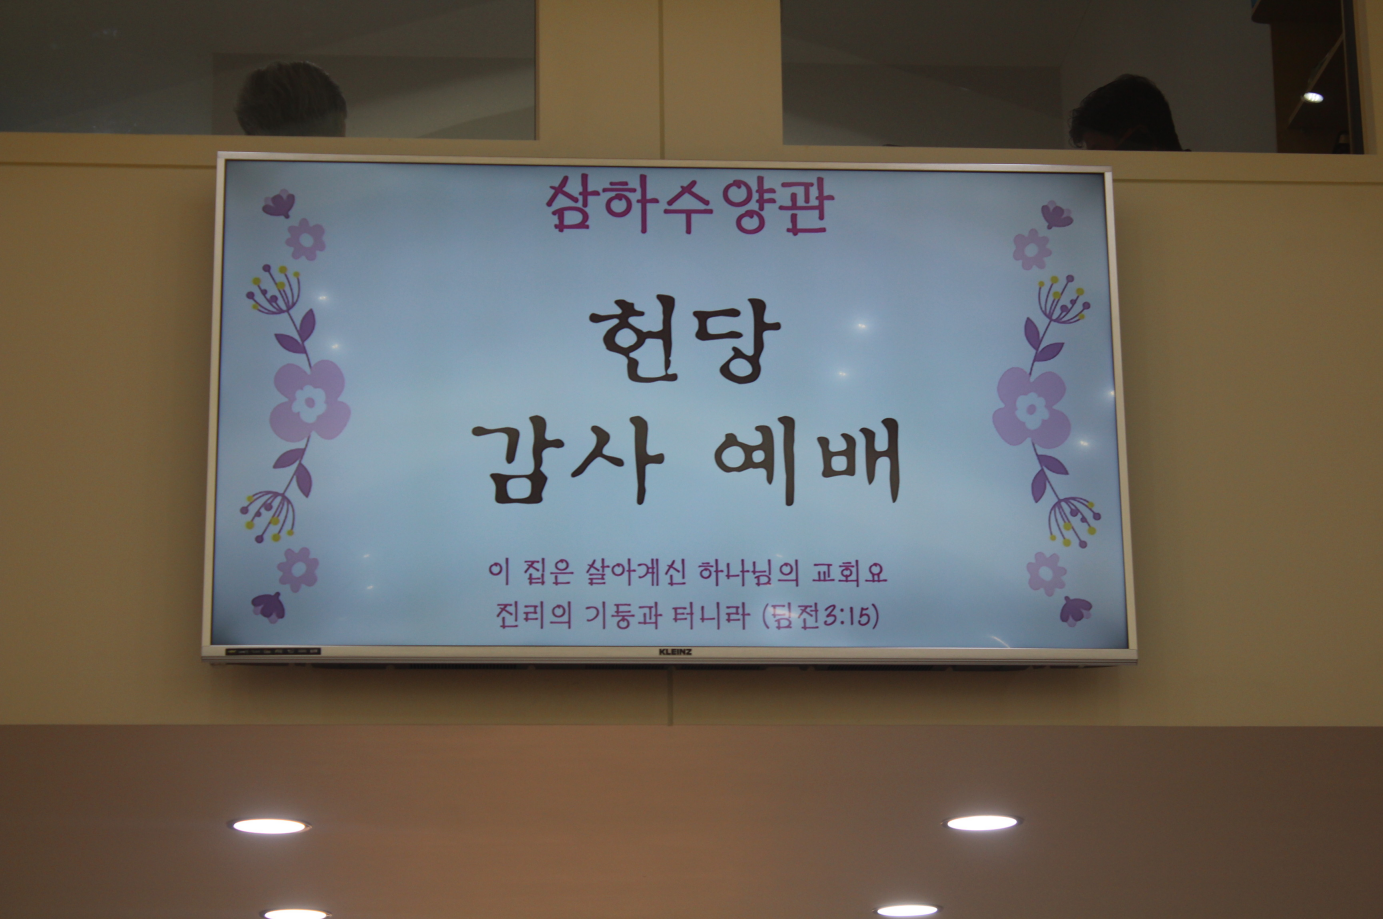 삼하수양관
헌당
감사 예배
이 집은 살아계신 하나님의 교회요
진리의 기둥과 터니라 (딤전3:15)
KLEINZ